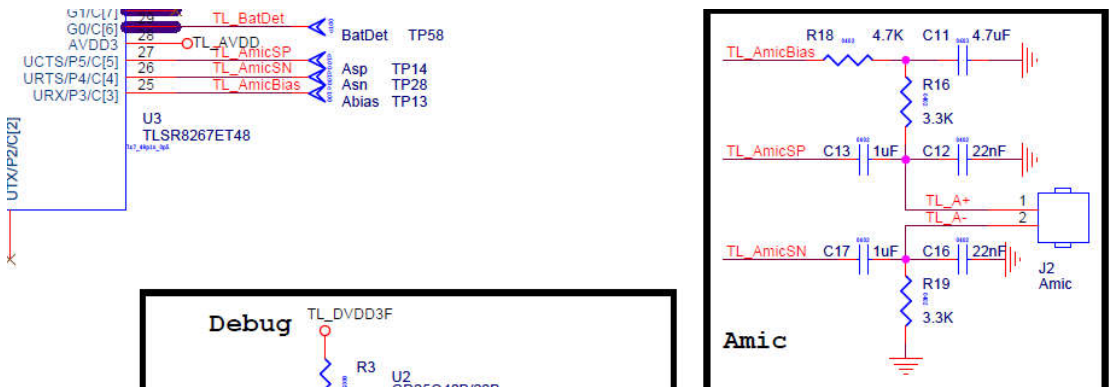 G1/C[7]
G0/C[6]
29
TL_BatDet
AVDD3
28
TL_AVDD
UCTS/P5/C[5]
27
TL_AmicSP
URTS/P4/C[4]
26
TL_AmicSN
URX/P3/C[3]
25
TL_AmicBias
BatDet TP58
Asp TP14
Asn TP28
Abias TP13
U3
TLSR8267ET48
UTX/P2/C[2]
Debug
TL_DVDD3F
R3
U2
TL_AmicBias
R18 4.7K
C11 4.7uF
R16
3.3K
TL_AmicSP
C13 1uF
C12 22nF
TL_A+ 1
TL_A- 2
TL_AmicSN
C17 1uF
C16 22nF
J2
Amic
R19
3.3K
Amic